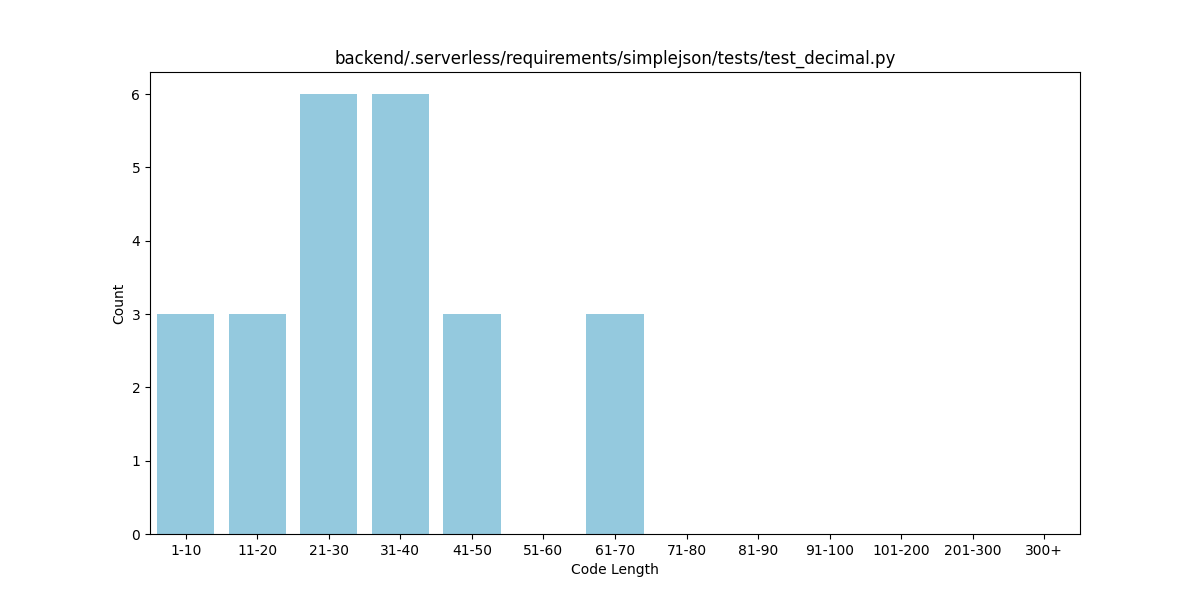 backend/.serverless/requirements/simplejson/tests/test_decimal.py
6
5
4
3
2
1
0
Count
1-10 11-20 21-30 31-40 41-50 51-60 61-70 71-80 81-90 91-100 101-200 201-300 300+
Code Length